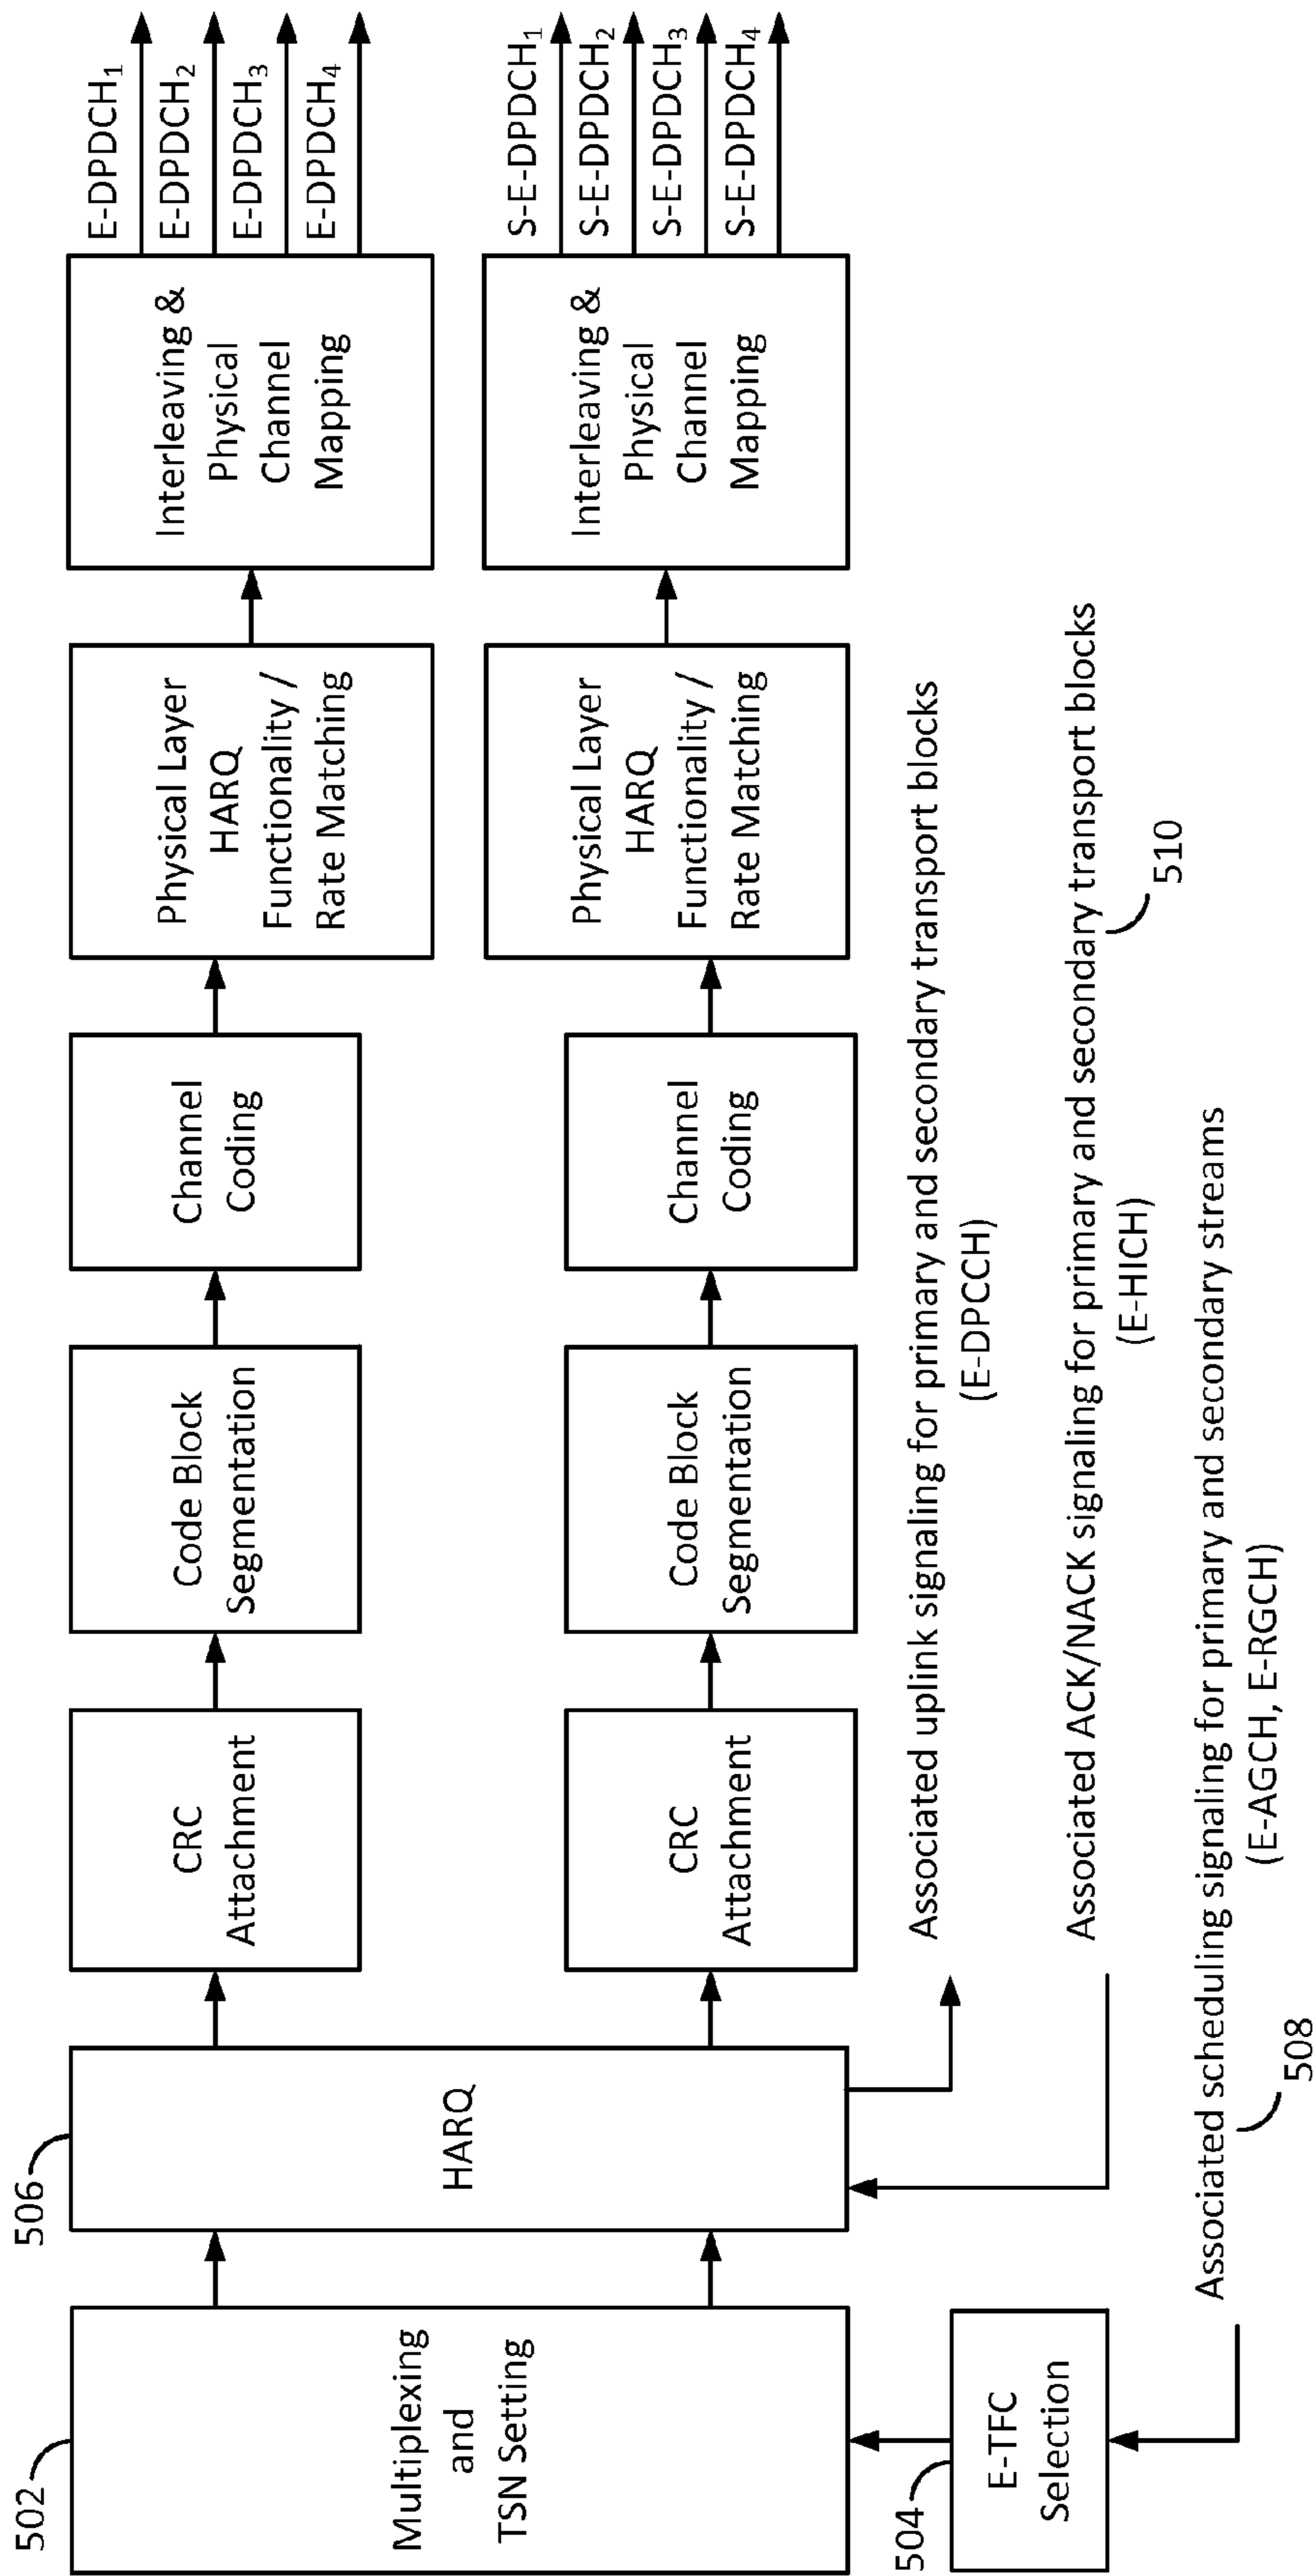 502
Multiplexing
and
TSN Setting
504
E-TFC
Selection
506
HARQ
CRC
Attachment
Code Block
Segmentation
Channel
Coding
Physical Layer
HARQ
Functionality /
Rate Matching
Interleaving &
Physical
Channel
Mapping
E-DPDCH₁
E-DPDCH₂
E-DPDCH₃
E-DPDCH₄
CRC
Attachment
Code Block
Segmentation
Channel
Coding
Physical Layer
HARQ
Functionality /
Rate Matching
Interleaving &
Physical
Channel
Mapping
S-E-DPDCH₁
S-E-DPDCH₂
S-E-DPDCH₃
S-E-DPDCH₄
Associated uplink signaling for primary and secondary transport blocks
(E-DPCCH)
Associated ACK/NACK signaling for primary and secondary transport blocks
(E-HICH)
510
Associated scheduling signaling for primary and secondary streams
(E-AGCH, E-RGCH)
508